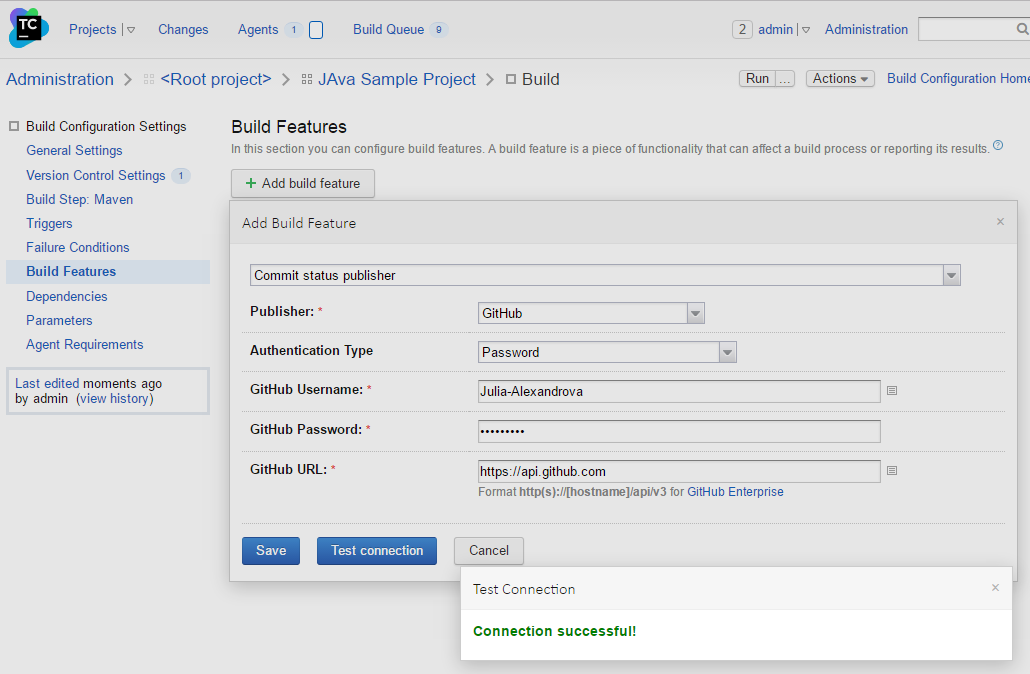 TC
Projects
Changes
Agents 1
Build Queue 9
2 admin
Administration
Administration > <Root project> > JAva Sample Project > Build
Run ...
Actions
Build Configuration Home
Build Configuration Settings
General Settings
Version Control Settings 1
Build Step: Maven
Triggers
Failure Conditions
Build Features
Dependencies
Parameters
Agent Requirements
Last edited moments ago
by admin (view history)
Build Features
In this section you can configure build features. A build feature is a piece of functionality that can affect a build process or reporting its results. ?
+ Add build feature
Add Build Feature ×
Commit status publisher
Publisher: * GitHub
Authentication Type Password
GitHub Username: * Julia-Alexandrova
GitHub Password: * •••••••••
GitHub URL: * https://api.github.com
Format http(s)://[hostname]/api/v3 for GitHub Enterprise
Save Test connection Cancel
Test Connection ×
Connection successful!